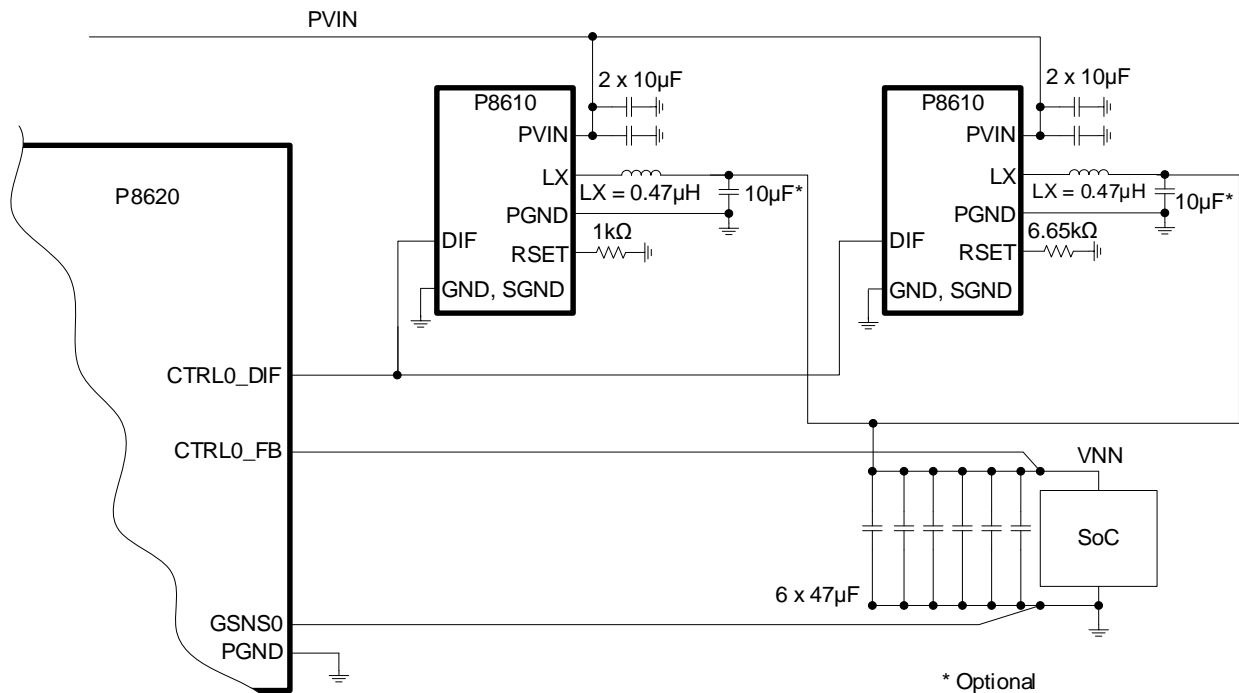 PVIN
2 x 10µF
P8610
PVIN
LX
LX = 0.47µH
10µF*
PGND
1kΩ
RSET
DIF
GND, SGND
2 x 10µF
P8610
PVIN
LX
LX = 0.47µH
10µF*
PGND
6.65kΩ
RSET
DIF
GND, SGND
P8620
CTRL0_DIF
CTRL0_FB
GSNS0
PGND
VNN
SoC
6 x 47µF
* Optional